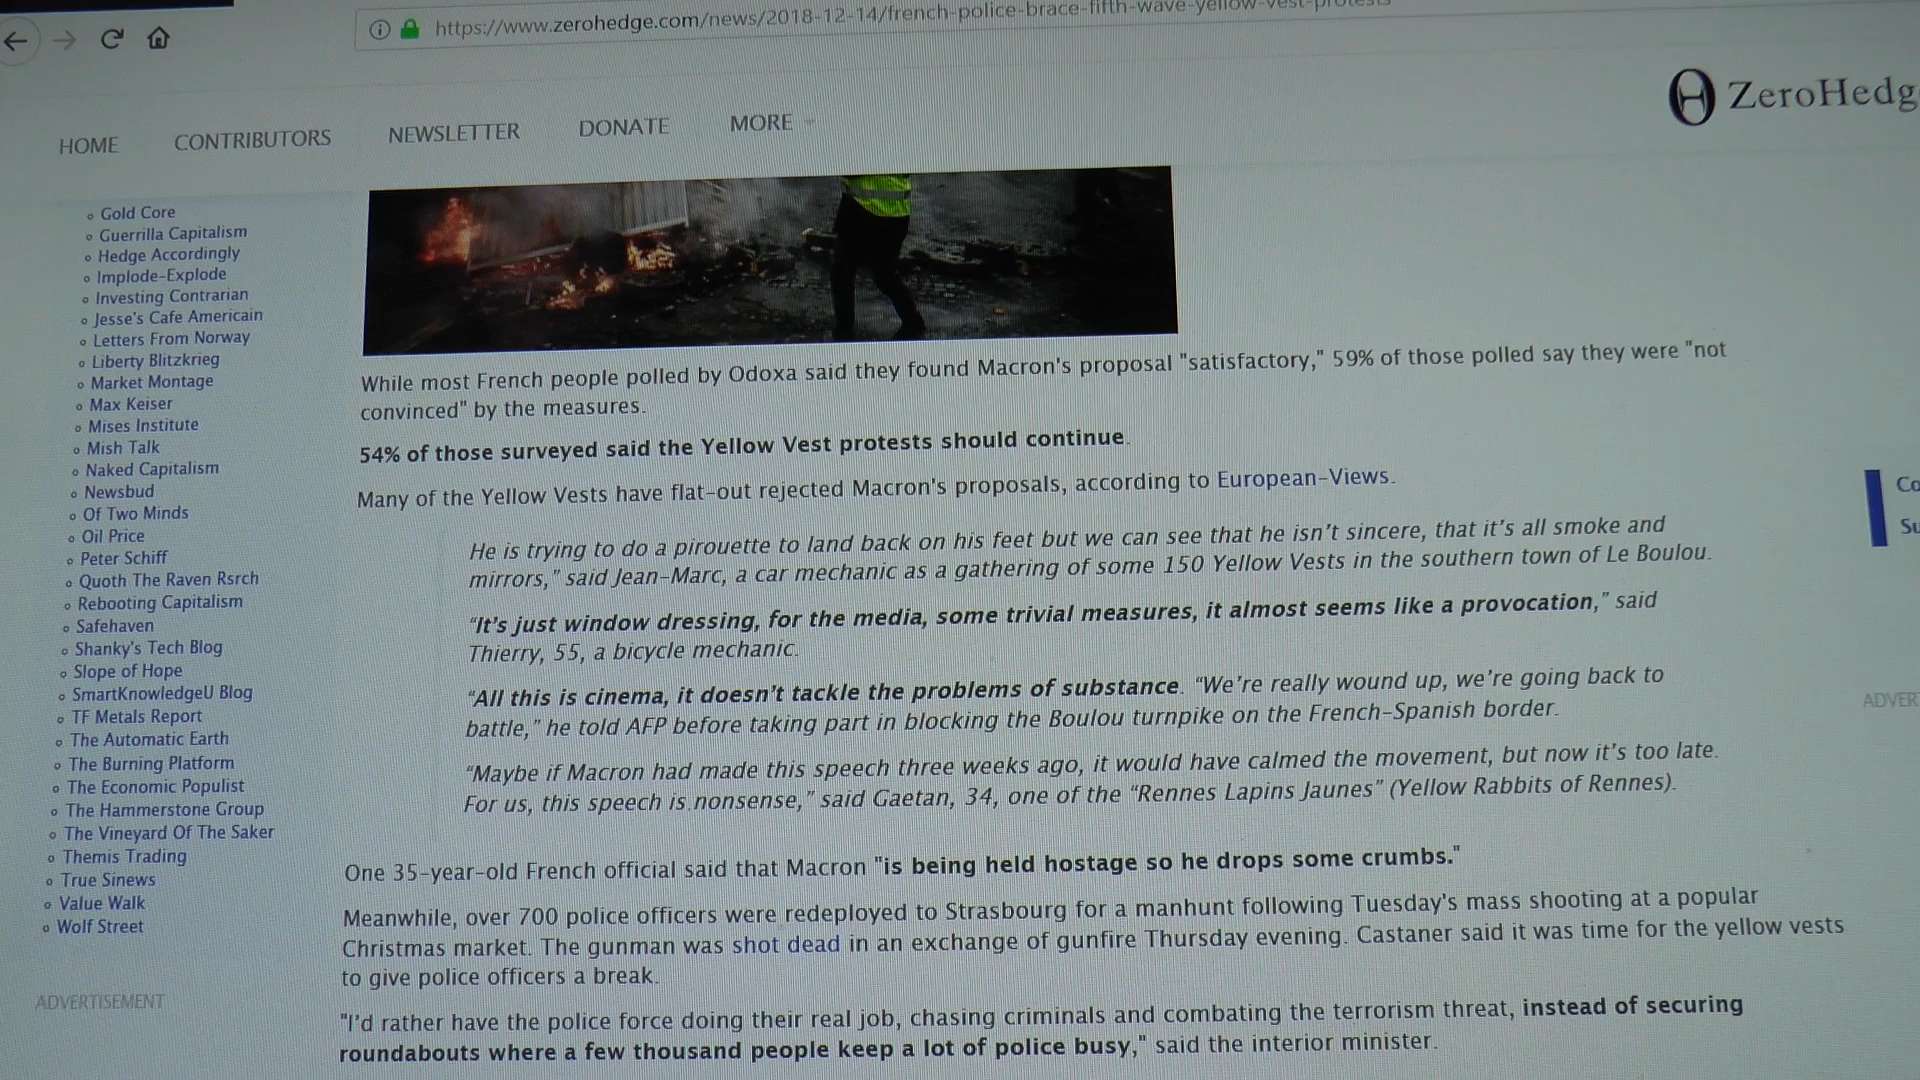 https://www.zerohedge.com/news/2018-12-14/french-police-brace-fifth-wave-yellow-vest-protests
HOME CONTRIBUTORS NEWSLETTER DONATE MORE
ZeroHedg
Gold Core
Guerrilla Capitalism
Hedge Accordingly
Implode-Explode
Investing Contrarian
Jesse's Cafe Americain
Letters From Norway
Liberty Blitzkrieg
Market Montage
Max Keiser
Mises Institute
Mish Talk
Naked Capitalism
Newsbud
Of Two Minds
Oil Price
Peter Schiff
Quoth The Raven Rsrch
Rebooting Capitalism
Safehaven
Shanky's Tech Blog
Slope of Hope
SmartKnowledgeU Blog
TF Metals Report
The Automatic Earth
The Burning Platform
The Economic Populist
The Hammerstone Group
The Vineyard Of The Saker
Themis Trading
True Sinews
Value Walk
Wolf Street
ADVERTISEMENT
While most French people polled by Odoxa said they found Macron's proposal "satisfactory," 59% of those polled say they were "not
convinced" by the measures.
54% of those surveyed said the Yellow Vest protests should continue.
Many of the Yellow Vests have flat-out rejected Macron's proposals, according to European-Views.
He is trying to do a pirouette to land back on his feet but we can see that he isn't sincere, that it's all smoke and
mirrors," said Jean-Marc, a car mechanic as a gathering of some 150 Yellow Vests in the southern town of Le Boulou.
"It's just window dressing, for the media, some trivial measures, it almost seems like a provocation," said
Thierry, 55, a bicycle mechanic.
"All this is cinema, it doesn't tackle the problems of substance. "We're really wound up, we're going back to
battle," he told AFP before taking part in blocking the Boulou turnpike on the French-Spanish border.
"Maybe if Macron had made this speech three weeks ago, it would have calmed the movement, but now it's too late.
For us, this speech is nonsense," said Gaetan, 34, one of the "Rennes Lapins Jaunes" (Yellow Rabbits of Rennes).
One 35-year-old French official said that Macron "is being held hostage so he drops some crumbs."
Meanwhile, over 700 police officers were redeployed to Strasbourg for a manhunt following Tuesday's mass shooting at a popular
Christmas market. The gunman was shot dead in an exchange of gunfire Thursday evening. Castaner said it was time for the yellow vests
to give police officers a break.
"I'd rather have the police force doing their real job, chasing criminals and combating the terrorism threat, instead of securing
roundabouts where a few thousand people keep a lot of police busy," said the interior minister.
Co
Su
ADVER